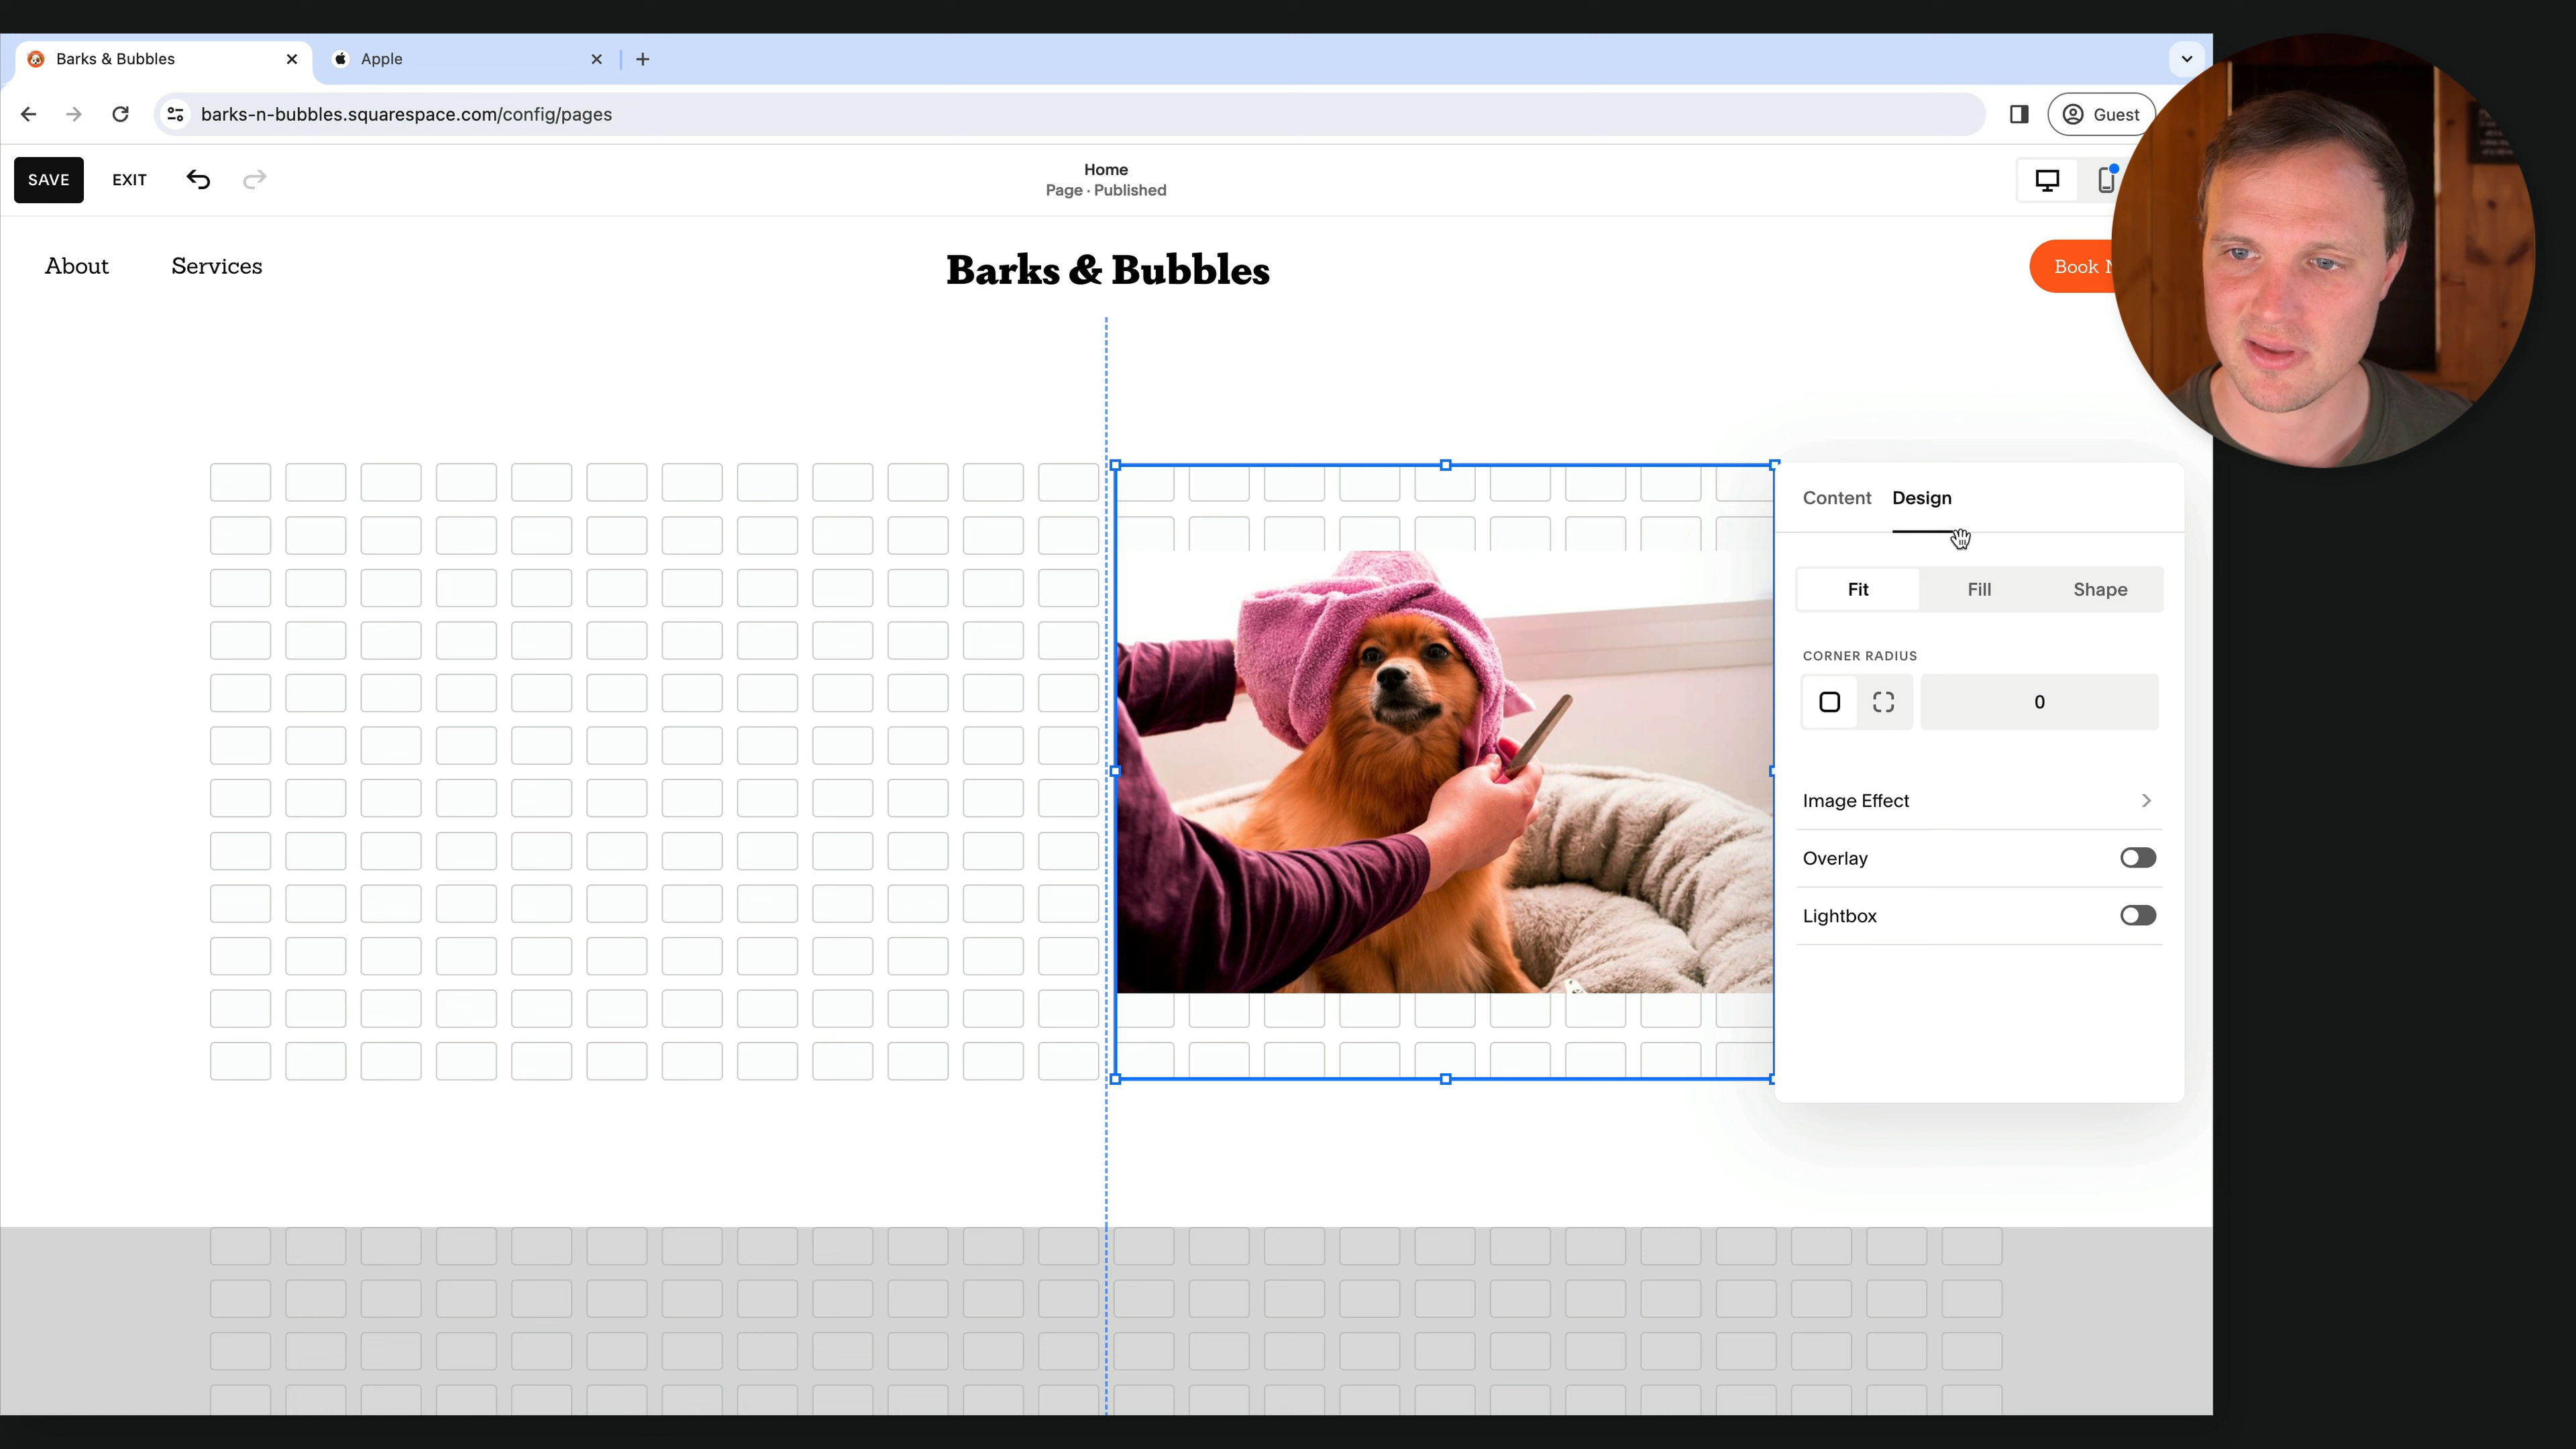 Barks & Bubbles
Apple
barks-n-bubbles.squarespace.com/config/pages
Guest
SAVE
EXIT
Home
Page · Published
About
Services
Barks & Bubbles
Book
Content
Design
Fit
Fill
Shape
CORNER RADIUS
0
Image Effect
Overlay
Lightbox